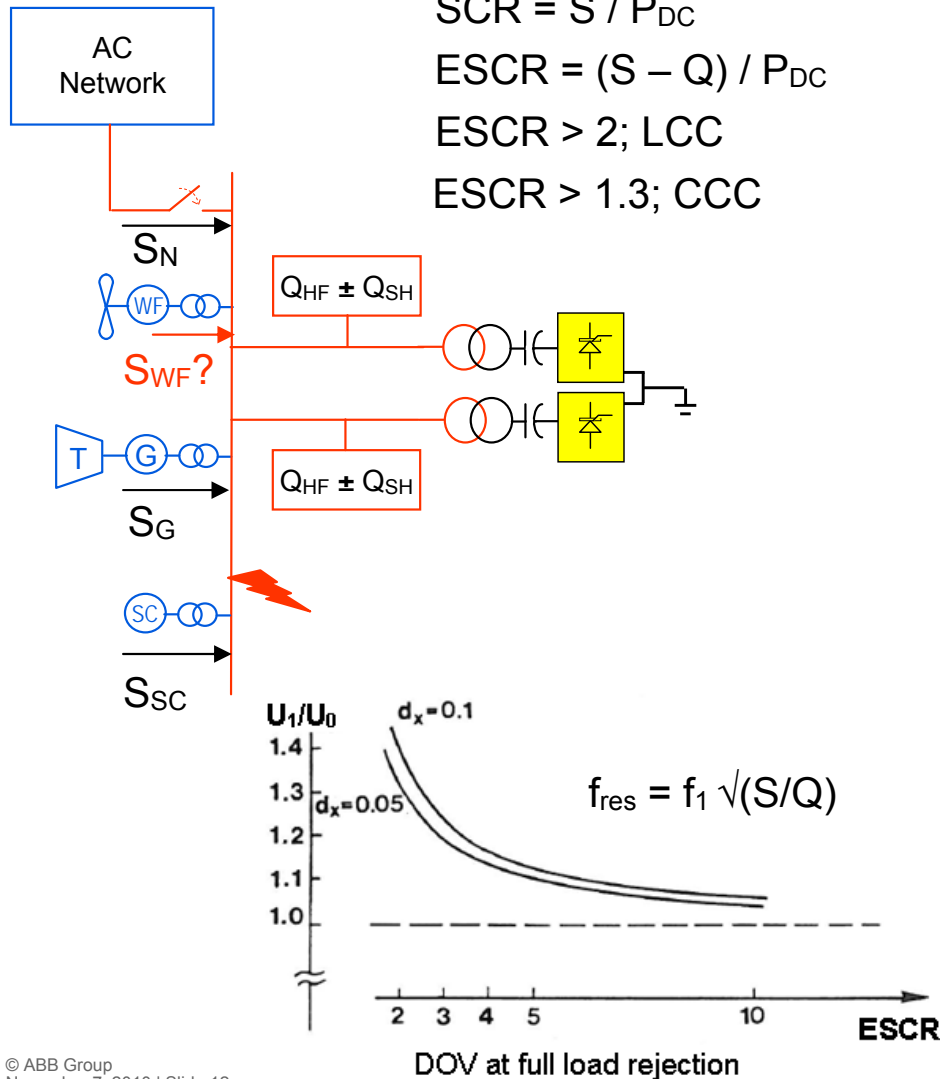 SCR = S / PDC
ESCR = (S – Q) / PDC
ESCR > 2; LCC
ESCR > 1.3; CCC
AC
Network
SN
WF
SWF?
QHF ± QSH
T
G
QHF ± QSH
SG
SC
SSC
U1/U0
dx=0.1
1.4
1.3
dx=0.05
1.2
1.1
1.0
fres = f1 √(S/Q)
2 3 4 5 10
ESCR
DOV at full load rejection
© ABB Group